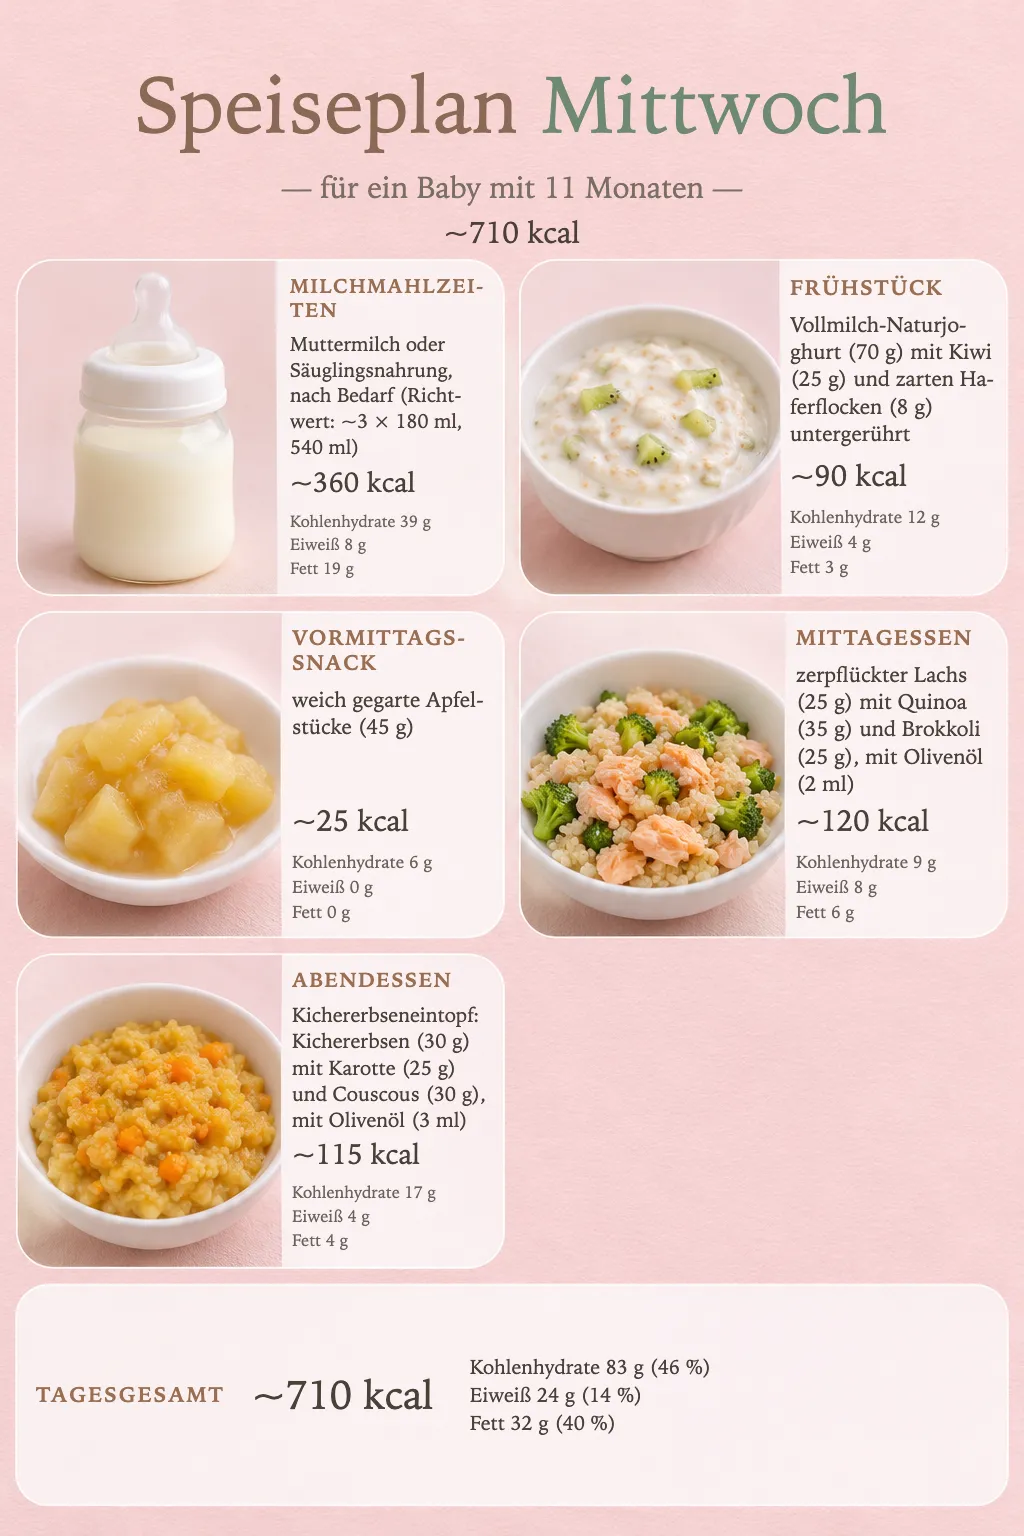 Speiseplan Mittwoch
— für ein Baby mit 11 Monaten —
~710 kcal
MILCHMAHLZEI-
TEN
Muttermilch oder
Säuglingsnahrung,
nach Bedarf (Richt-
wert: ~3 × 180 ml,
540 ml)
~360 kcal
Kohlenhydrate 39 g
Eiweiß 8 g
Fett 19 g
FRÜHSTÜCK
Vollmilch-Naturjo-
ghurt (70 g) mit Kiwi
(25 g) und zarten Ha-
ferflocken (8 g)
untergerührt
~90 kcal
Kohlenhydrate 12 g
Eiweiß 4 g
Fett 3 g
VORMITTAGS-
SNACK
weich gegarte Apfel-
stücke (45 g)
~25 kcal
Kohlenhydrate 6 g
Eiweiß 0 g
Fett 0 g
MITTAGESSEN
zerpflückter Lachs
(25 g) mit Quinoa
(35 g) und Brokkoli
(25 g), mit Olivenöl
(2 ml)
~120 kcal
Kohlenhydrate 9 g
Eiweiß 8 g
Fett 6 g
ABENDESSEN
Kichererbseneintopf:
Kichererbsen (30 g)
mit Karotte (25 g)
und Couscous (30 g),
mit Olivenöl (3 ml)
~115 kcal
Kohlenhydrate 17 g
Eiweiß 4 g
Fett 4 g
TAGESGESAMT
~710 kcal
Kohlenhydrate 83 g (46 %)
Eiweiß 24 g (14 %)
Fett 32 g (40 %)